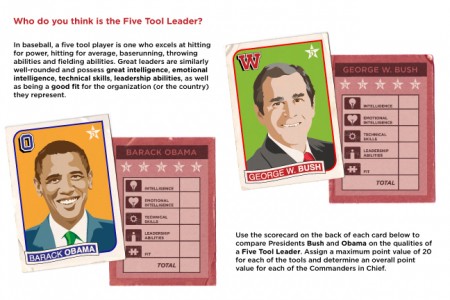 Who do you think is the Five Tool Leader?
In baseball, a five tool player is one who excels at hitting
for power, hitting for average, baserunning, throwing
abilities and fielding abilities. Great leaders are similarly
well-rounded and possess great intelligence, emotional
intelligence, technical skills, leadership abilities, as well
as being a good fit for the organization (or the country)
they represent.
W
GEORGE W. BUSH
GEORGE W. BUSH
INTELLIGENCE
EMOTIONAL
INTELLIGENCE
TECHNICAL
SKILLS
LEADERSHIP
ABILITIES
FIT
TOTAL
O
BARACK OBAMA
BARACK OBAMA
INTELLIGENCE
EMOTIONAL
INTELLIGENCE
TECHNICAL
SKILLS
LEADERSHIP
ABILITIES
FIT
TOTAL
Use the scorecard on the back of each card below to
compare Presidents Bush and Obama on the qualities of
a Five Tool Leader. Assign a maximum point value of 20
for each of the tools and determine an overall point
value for each of the Commanders in Chief.